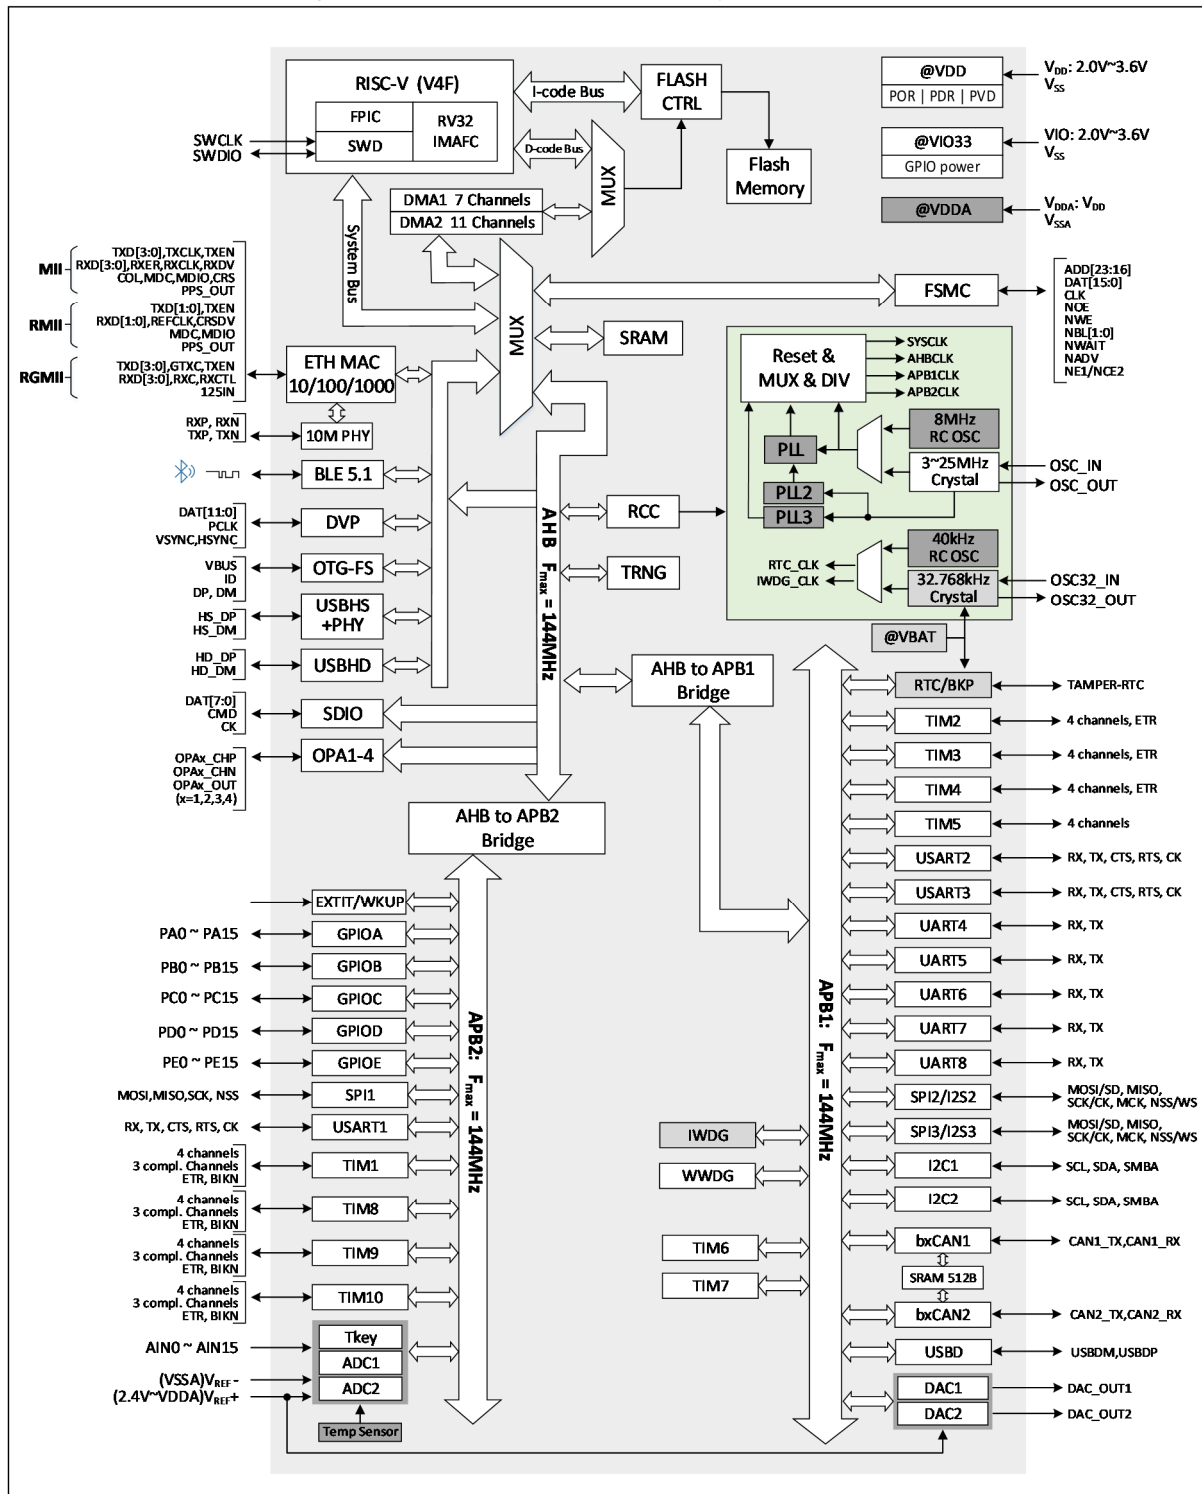 RISC-V (V4F)
FPIC
SWD
RV32
IMAFC
SWCLK
SWDIO
I-code Bus
D-code Bus
FLASH
CTRL
MUX
Flash
Memory
@VDD
POR | PDR | PVD
VDD: 2.0V~3.6V
VSS
@VIO33
GPIO power
VIO: 2.0V~3.6V
VSS
@VDDA
VDDA: VDD
VSSA
DMA1 7 Channels
DMA2 11 Channels
System Bus
MUX
MII
TXD[3:0],TXCLK,TXEN
RXD[3:0],RXER,RXCLK,RXDV
COL,MDC,MDIO,CRS
PPS_OUT
RMII
TXD[1:0],TXEN
RXD[1:0],REFCLK,CRSDV
MDC,MDIO
PPS_OUT
RGMII
TXD[3:0],GTXC,TXEN
RXD[3:0],RXC,RXCTL
125IN
ETH MAC
10/100/1000
RXP, RXN
TXP, TXN
10M PHY
BLE 5.1
DAT[11:0]
PCLK
VSYNC,HSYNC
DVP
VBUS
ID
DP, DM
OTG-FS
HS_DP
HS_DM
USBHS
+PHY
HD_DP
HD_DM
USBHD
DAT[7:0]
CMD
CK
SDIO
OPAx_CHP
OPAx_CHN
OPAx_OUT
(x=1,2,3,4)
OPA1-4
SRAM
FSMC
ADD[23:16]
DAT[15:0]
CLK
NOE
NWE
NBL[1:0]
NWAIT
NADV
NE1/NCE2
RCC
TRNG
AHB Fmax = 144MHz
Reset &
MUX & DIV
SYSCLK
AHBCLK
APB1CLK
APB2CLK
PLL
PLL2
PLL3
8MHz
RC OSC
3~25MHz
Crystal
OSC_IN
OSC_OUT
40kHz
RC OSC
32.768kHz
Crystal
RTC_CLK
IWDG_CLK
OSC32_IN
OSC32_OUT
@VBAT
AHB to APB1
Bridge
AHB to APB2
Bridge
EXTIT/WKUP
PA0 ~ PA15
GPIOA
PB0 ~ PB15
GPIOB
PC0 ~ PC15
GPIOC
PD0 ~ PD15
GPIOD
PE0 ~ PE15
GPIOE
MOSI,MISO,SCK, NSS
SPI1
RX, TX, CTS, RTS, CK
USART1
4 channels
3 compl. Channels
ETR, BIKN
TIM1
4 channels
3 compl. Channels
ETR, BIKN
TIM8
4 channels
3 compl. Channels
ETR, BIKN
TIM9
4 channels
3 compl. Channels
ETR, BIKN
TIM10
AIN0 ~ AIN15
(VSSA)VREF-
(2.4V~VDDA)VREF+
Tkey
ADC1
ADC2
Temp Sensor
APB2: Fmax = 144MHz
IWDG
WWDG
TIM6
TIM7
APB1: Fmax = 144MHz
RTC/BKP
TAMPER-RTC
TIM2
4 channels, ETR
TIM3
4 channels, ETR
TIM4
4 channels, ETR
TIM5
4 channels
USART2
RX, TX, CTS, RTS, CK
USART3
RX, TX, CTS, RTS, CK
UART4
RX, TX
UART5
RX, TX
UART6
RX, TX
UART7
RX, TX
UART8
RX, TX
SPI2/I2S2
MOSI/SD, MISO,
SCK/CK, MCK, NSS/WS
SPI3/I2S3
MOSI/SD, MISO,
SCK/CK, MCK, NSS/WS
I2C1
SCL, SDA, SMBA
I2C2
SCL, SDA, SMBA
bxCAN1
CAN1_TX,CAN1_RX
SRAM 512B
bxCAN2
CAN2_TX,CAN2_RX
USBD
USBDM,USBDP
DAC1
DAC_OUT1
DAC2
DAC_OUT2